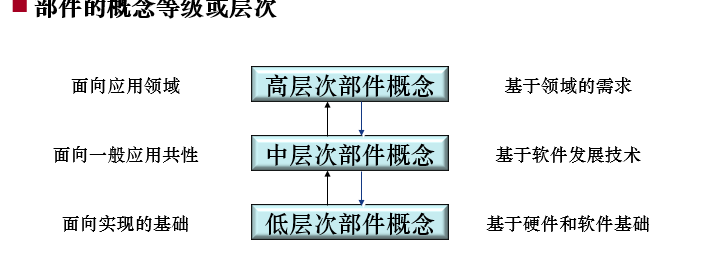 部件的概念等级或层次
面向应用领域 高层次部件概念 基于领域的需求
面向一般应用共性 中层次部件概念 基于软件发展技术
面向实现的基础 低层次部件概念 基于硬件和软件基础